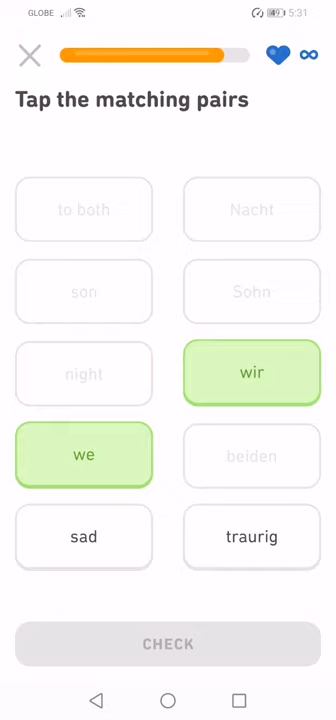 GLOBE 49 5:31
Tap the matching pairs
to both Nacht
son Sohn
night wir
we beiden
sad traurig
CHECK